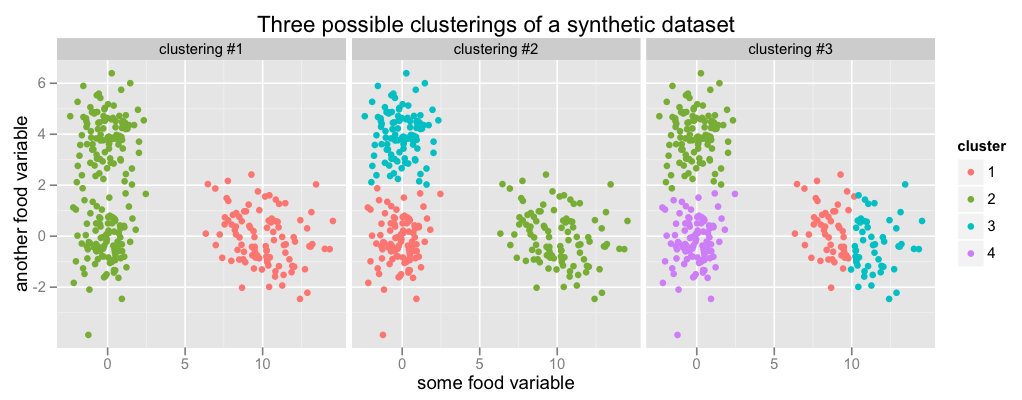 Three possible clusterings of a synthetic dataset
clustering #1
clustering #2
clustering #3
another food variable
6
4
2
0
-2
0
5
10
0
5
10
0
5
10
some food variable
cluster
1
2
3
4